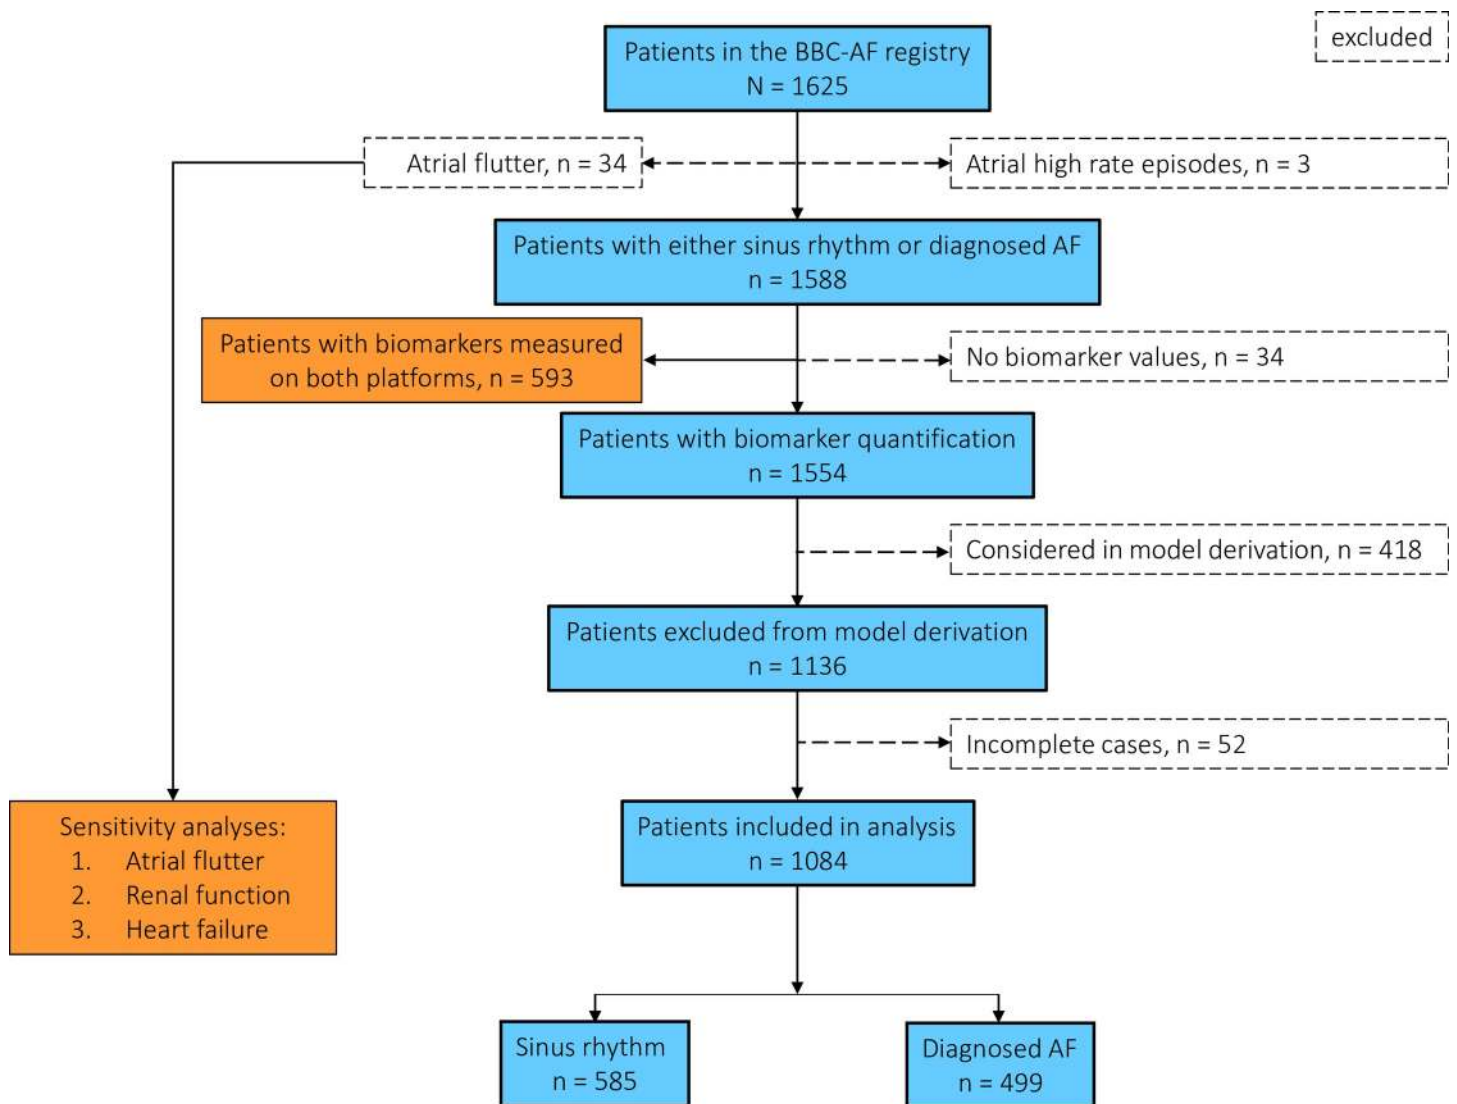 Patients in the BBC-AF registry
N = 1625
excluded
Atrial flutter, n = 34
Atrial high rate episodes, n = 3
Patients with either sinus rhythm or diagnosed AF
n = 1588
Patients with biomarkers measured
on both platforms, n = 593
No biomarker values, n = 34
Patients with biomarker quantification
n = 1554
Considered in model derivation, n = 418
Patients excluded from model derivation
n = 1136
Incomplete cases, n = 52
Sensitivity analyses:
1. Atrial flutter
2. Renal function
3. Heart failure
Patients included in analysis
n = 1084
Sinus rhythm
n = 585
Diagnosed AF
n = 499